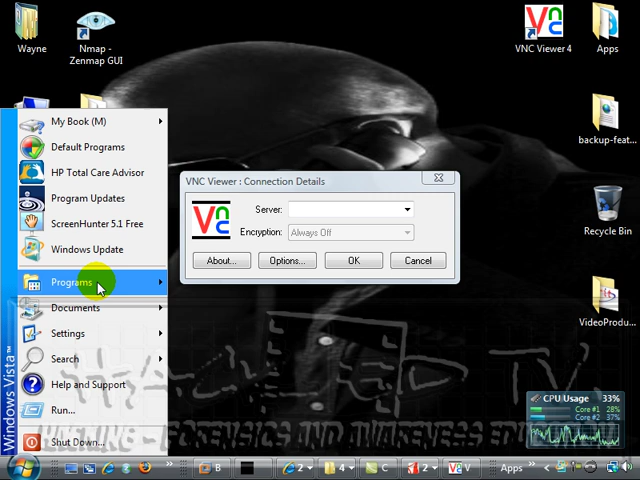 Wayne
Nmap -
Zenmap GUI
VNC Viewer 4
Apps
My Book (M)
Default Programs
HP Total Care Advisor
Program Updates
ScreenHunter 5.1 Free
Windows Update
Programs
Documents
Settings
Search
Help and Support
Run...
Shut Down...
Windows Vista™
VNC Viewer : Connection Details
Server:
Encryption:
Always Off
About...
Options...
OK
Cancel
backup-feat...
Recycle Bin
VideoProdu...
CPU Usage 33%
Core #1 28%
Core #2 37%
B
2
4
C
2
V
Apps